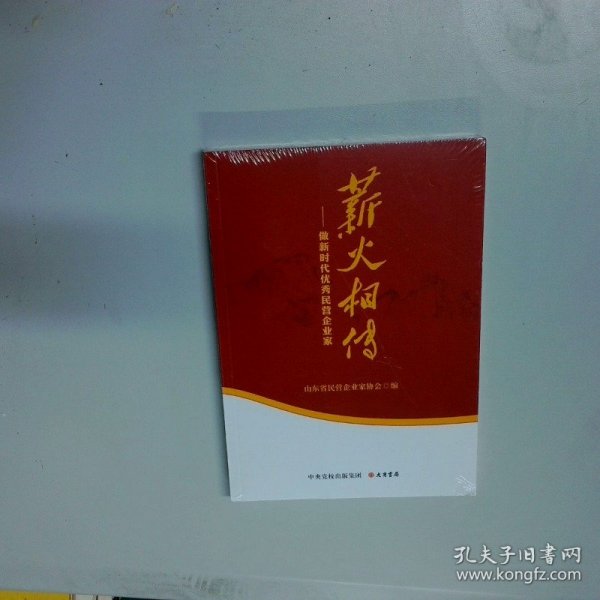 薪火相传
——做新时代优秀民营企业家
山东省民营企业家协会 编
中央党校出版集团 大有书局
孔夫子旧书网
www.kongfz.com